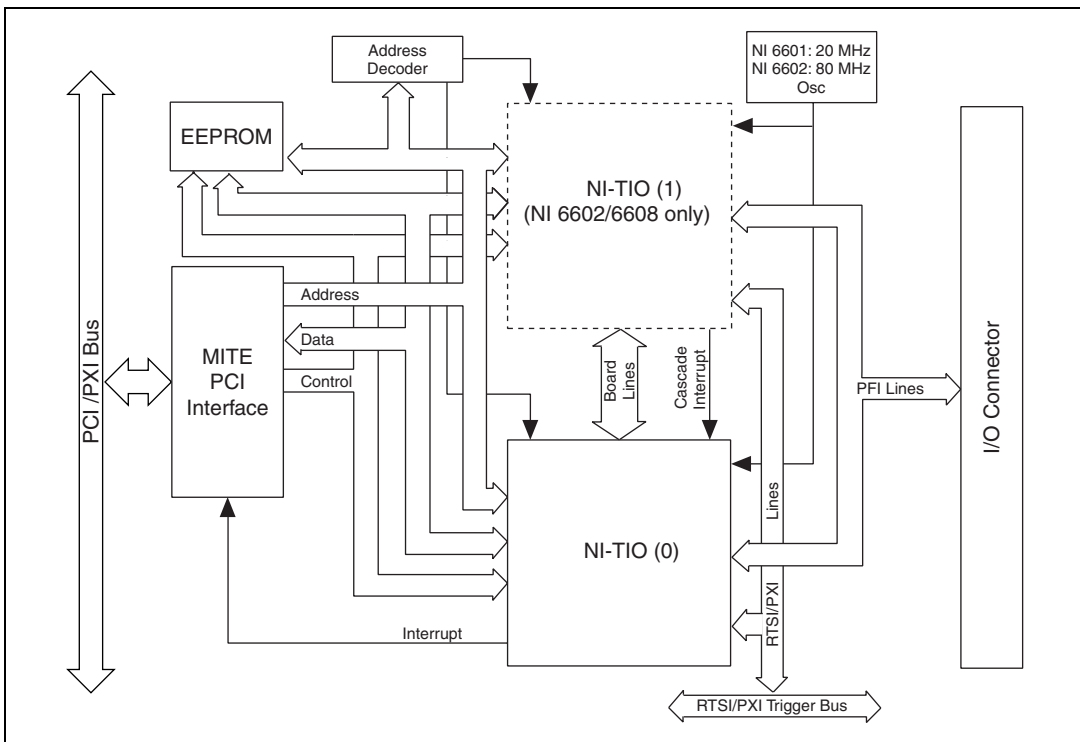 Address
Decoder
NI 6601: 20 MHz
NI 6602: 80 MHz
Osc
EEPROM
NI-TIO (1)
(NI 6602/6608 only)
Address
Data
Control
MITE
PCI
Interface
PCI /PXI Bus
Board
Lines
Cascade
Interrupt
PFI Lines
I/O Connector
Lines
RTSI/PXI
NI-TIO (0)
Interrupt
RTSI/PXI Trigger Bus